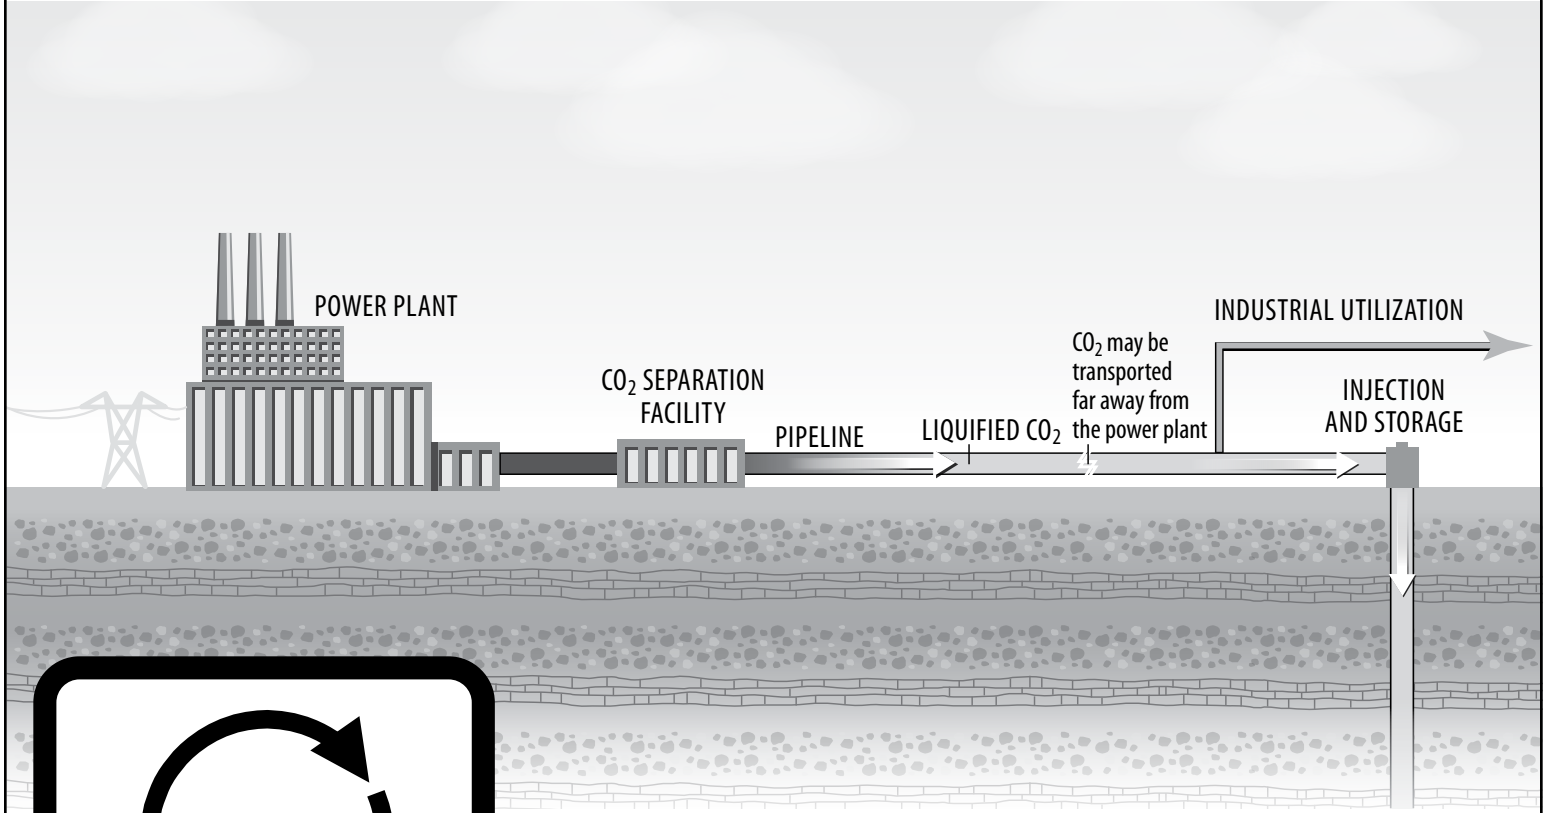 POWER PLANT
CO₂ SEPARATION
FACILITY
PIPELINE
LIQUIFIED CO₂
CO₂ may be
transported
far away from
the power plant
INDUSTRIAL UTILIZATION
INJECTION
AND STORAGE